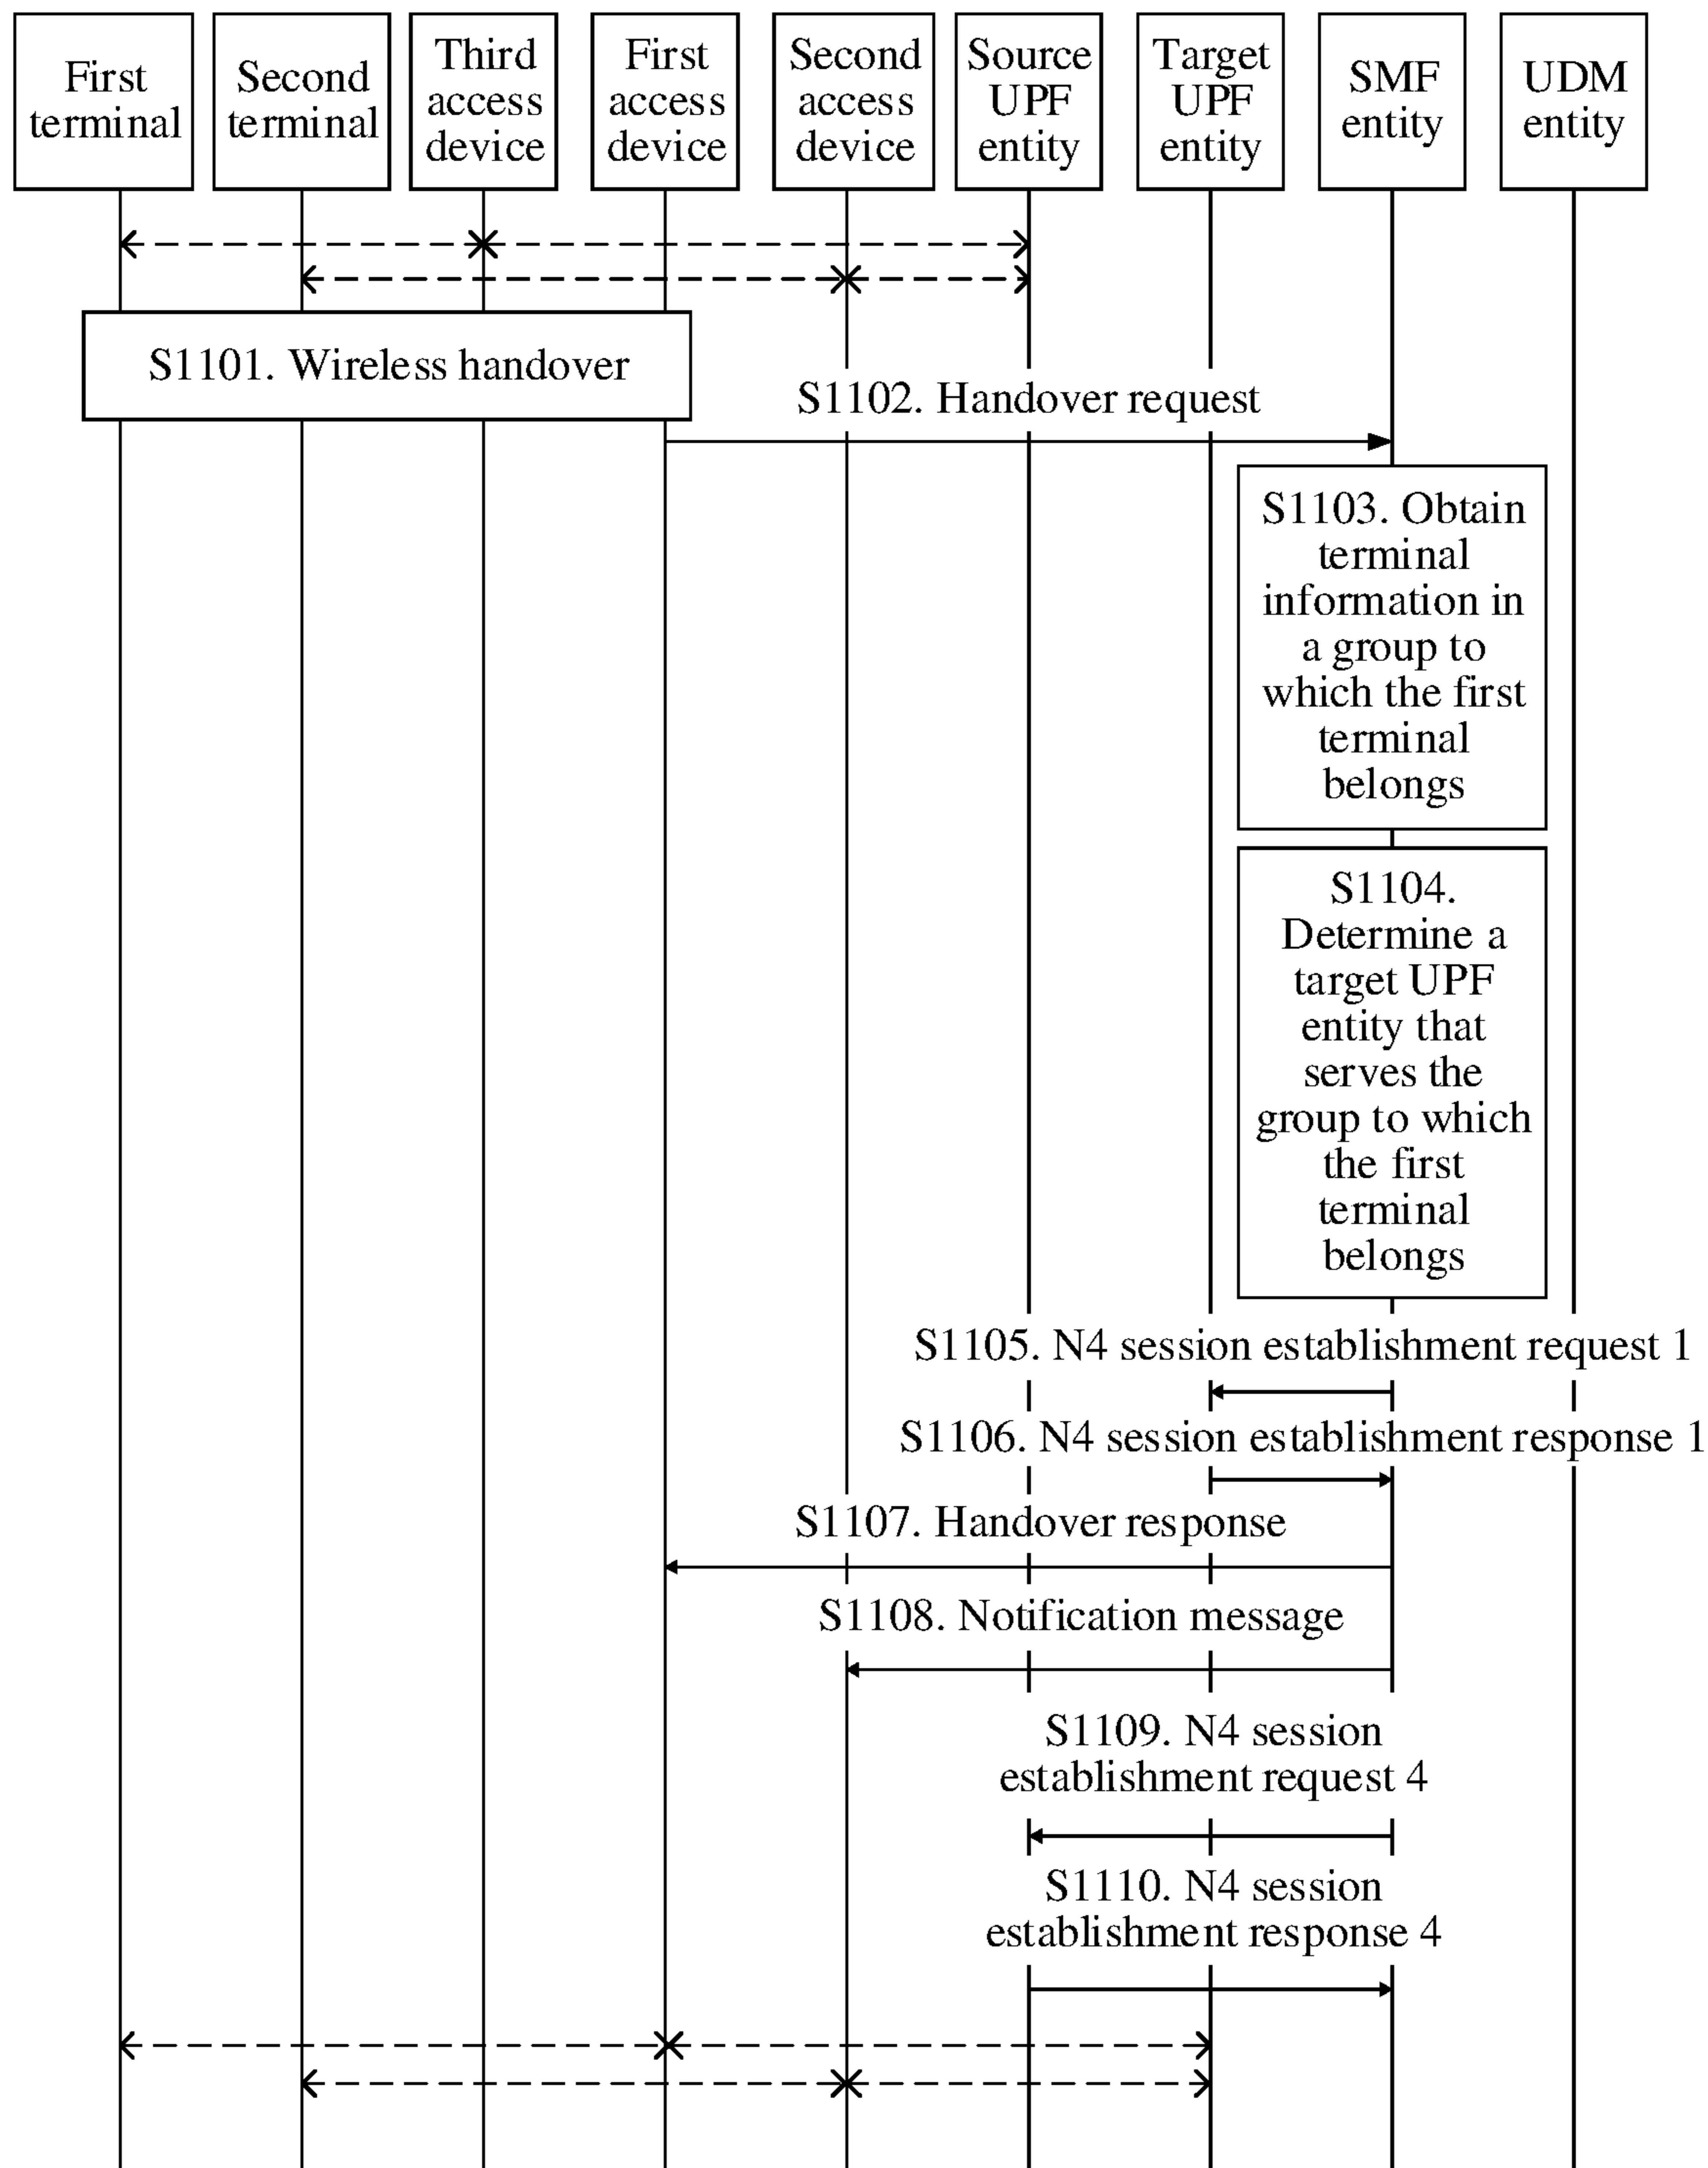 First
terminal
Second
terminal
Third
access
device
First
access
device
Second
access
device
Source
UPF
entity
Target
UPF
entity
SMF
entity
UDM
entity
S1101. Wireless handover
S1102. Handover request
S1103. Obtain
terminal
information in
a group to
which the first
terminal
belongs
S1104.
Determine a
target UPF
entity that
serves the
group to which
the first
terminal
belongs
S1105. N4 session establishment request 1
S1106. N4 session establishment response 1
S1107. Handover response
S1108. Notification message
S1109. N4 session
establishment request 4
S1110. N4 session
establishment response 4